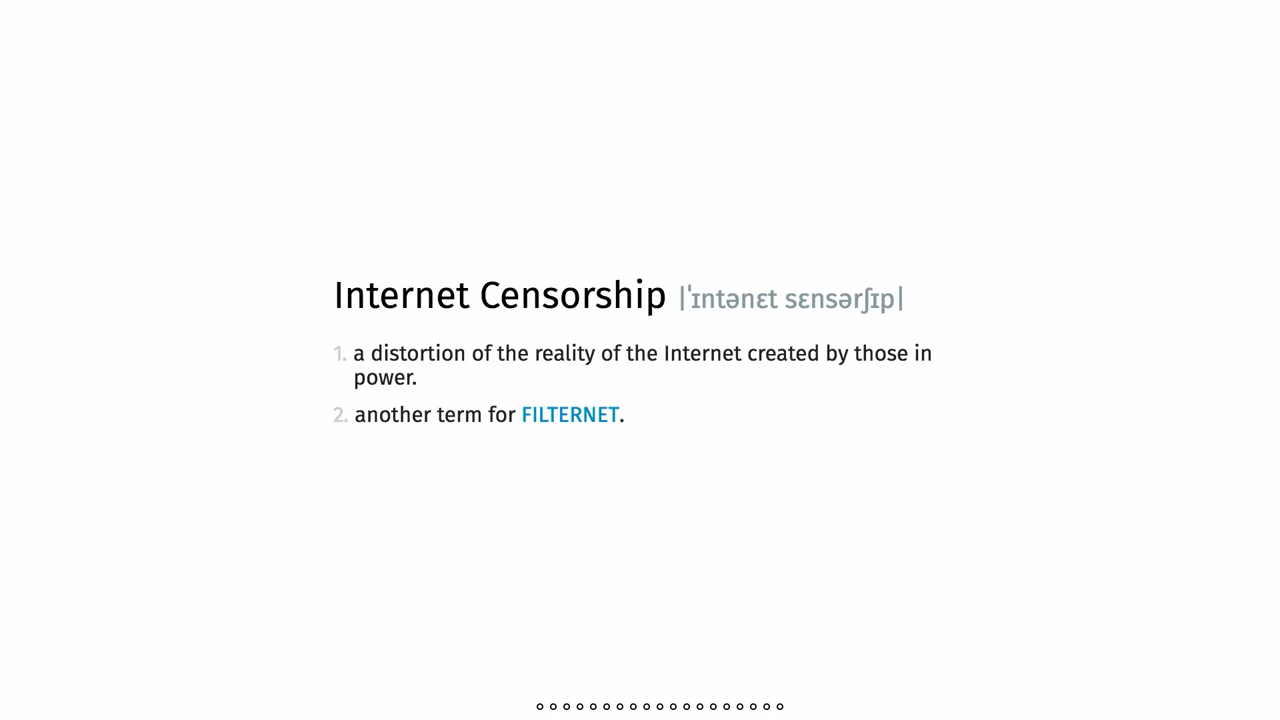 Internet Censorship |ˈɪntənɛt sɛnsərʃɪp|
1. a distortion of the reality of the Internet created by those in
power.
2. another term for FILTERNET.